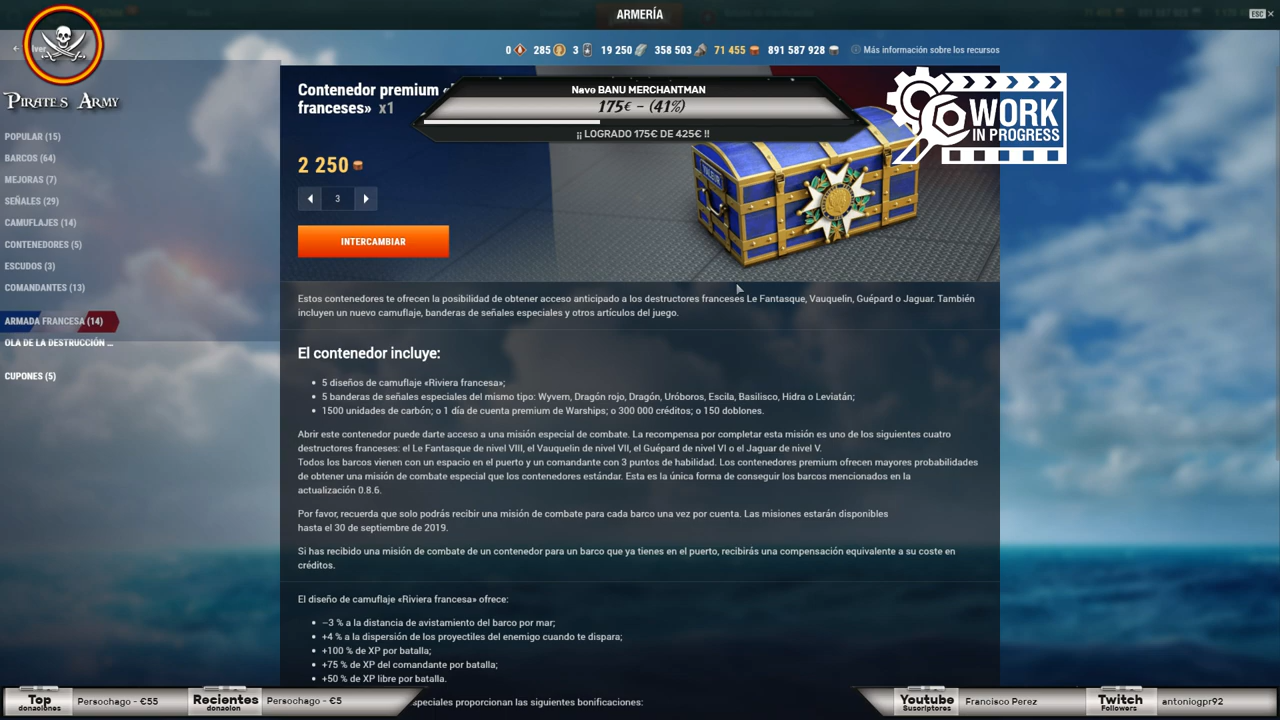 ARMERÍA
ESC ×
0 285 3 19 250 358 503 71 455 891 587 928 Más información sobre los recursos
PIRATE'S ARMY
POPULAR (15)
BARCOS (64)
MEJORAS (7)
SEÑALES (29)
CAMUFLAJES (14)
CONTENEDORES (5)
ESCUDOS (3)
COMANDANTES (13)
ARMADA FRANCESA (14)
OLA DE LA DESTRUCCIÓN ...
CUPONES (5)
Contenedor premium «
franceses» x1
Nave BANU MERCHANTMAN
175€ - (41%)
¡¡ LOGRADO 175€ DE 425€ !!
WORK
IN PROGRESS
2 250
3
INTERCAMBIAR
Estos contenedores te ofrecen la posibilidad de obtener acceso anticipado a los destructores franceses Le Fantasque, Vauquelin, Guépard o Jaguar. También
incluyen un nuevo camuflaje, banderas de señales especiales y otros artículos del juego.
El contenedor incluye:
• 5 diseños de camuflaje «Riviera francesa»;
• 5 banderas de señales especiales del mismo tipo: Wyvern, Dragón rojo, Dragón, Uróboros, Escila, Basilisco, Hidra o Leviatán;
• 1500 unidades de carbón; o 1 día de cuenta premium de Warships; o 300 000 créditos; o 150 doblones.
Abrir este contenedor puede darte acceso a una misión especial de combate. La recompensa por completar esta misión es uno de los siguientes cuatro
destructores franceses: el Le Fantasque de nivel VIII, el Vauquelin de nivel VII, el Guépard de nivel VI o el Jaguar de nivel V.
Todos los barcos vienen con un espacio en el puerto y un comandante con 3 puntos de habilidad. Los contenedores premium ofrecen mayores probabilidades
de obtener una misión de combate especial que los contenedores estándar. Esta es la única forma de conseguir los barcos mencionados en la
actualización 0.8.6.
Por favor, recuerda que solo podrás recibir una misión de combate para cada barco una vez por cuenta. Las misiones estarán disponibles
hasta el 30 de septiembre de 2019.
Si has recibido una misión de combate de un contenedor para un barco que ya tienes en el puerto, recibirás una compensación equivalente a su coste en
créditos.
El diseño de camuflaje «Riviera francesa» ofrece:
• −3 % a la distancia de avistamiento del barco por mar;
• +4 % a la dispersión de los proyectiles del enemigo cuando te dispara;
• +100 % de XP por batalla;
• +75 % de XP del comandante por batalla;
• +50 % de XP libre por batalla.
speciales proporcionan las siguientes bonificaciones:
Top donaciones Persochago - €55
Recientes donacion Persochago - €5
Youtube Suscriptores Francisco Perez
Twitch Followers antoniogpr92